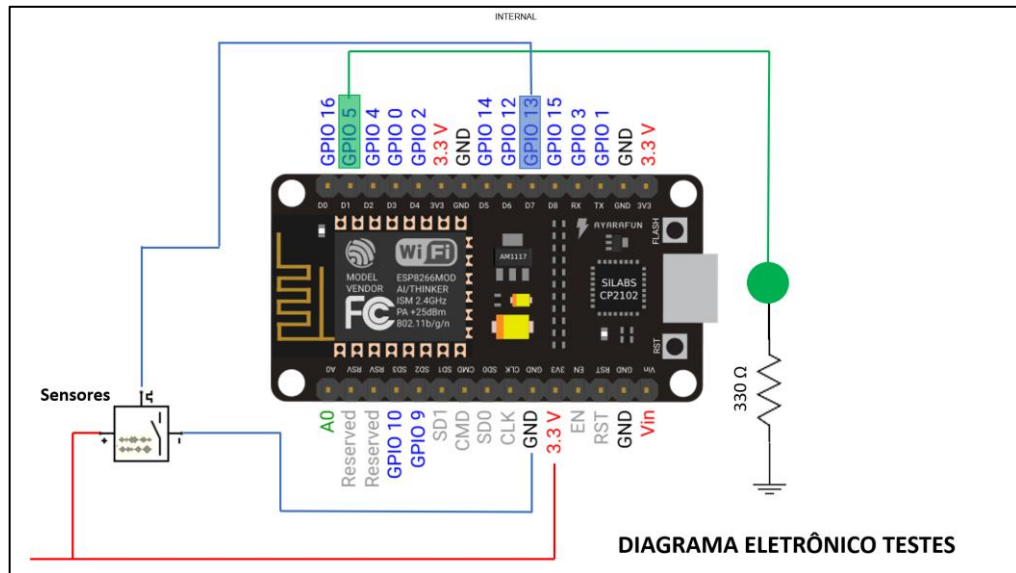 INTERNAL
GPIO 16
GPIO 5
GPIO 4
GPIO 0
GPIO 2
3.3 V
GND
GPIO 14
GPIO 12
GPIO 13
GPIO 15
GPIO 3
GPIO 1
GND
3.3 V
D0 D1 D2 D3 D4 3V3 GND D5 D6 D7 D8 RX TX GND 3V3
AYARAFUN
FLASH
WiFi
MODEL
VENDOR
ESP8266MOD
AI/THINKER
ISM 2.4GHz
PA +25dBm
802.11b/g/n
FC
AM1117
SILABS
CP2102
RST
A0 RSV RSV SD3 SD2 SD1 CMD SD0 CLK GND 3V3 EN RST GND Vin
Sensores
+
-
A0
Reserved
Reserved
GPIO 10
GPIO 9
SD1
CMD
SD0
CLK
GND
3.3 V
EN
RST
GND
Vin
330 Ω
DIAGRAMA ELETRÔNICO TESTES